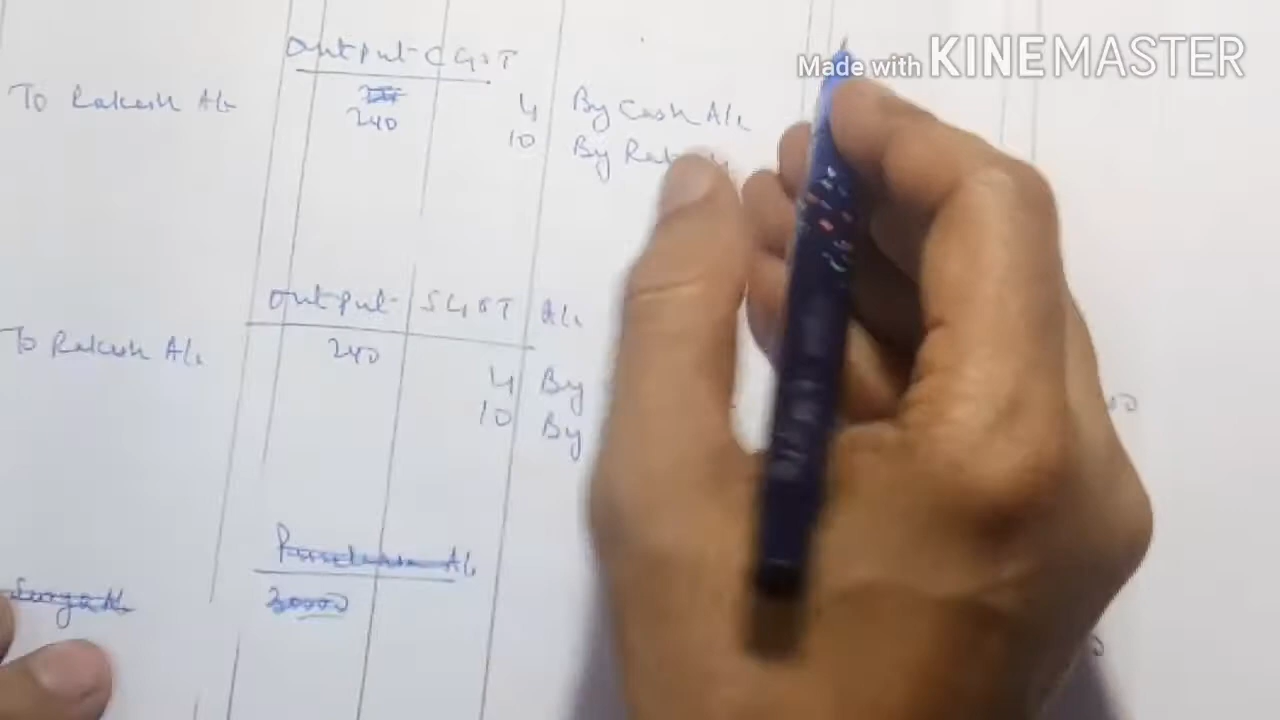 Made with KINEMASTER
Output CGST
To Rakesh A/c 240 4 By Cash A/c
10 By
Output SGST A/c
To Rakesh A/c 240
4 By
10 By
A/c
30000